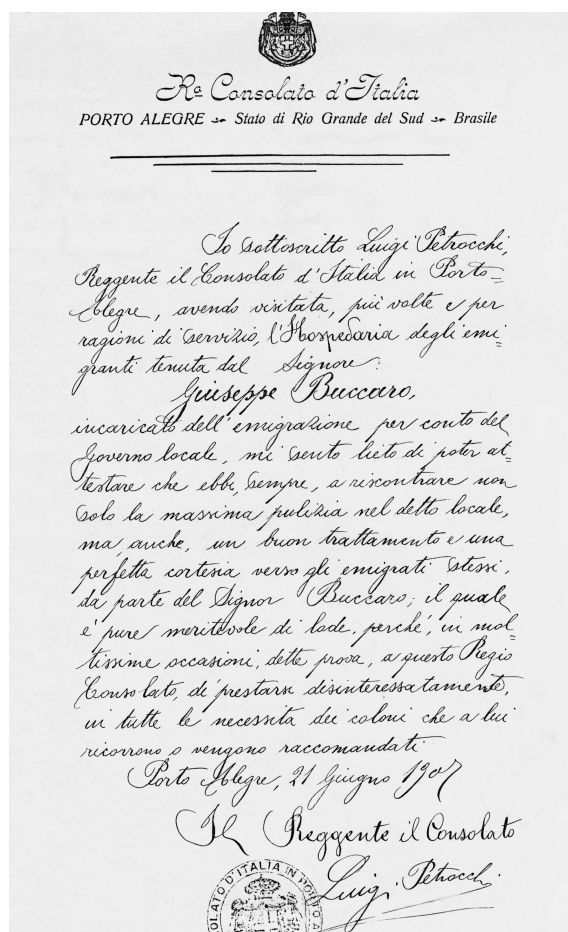 Rº Consolato d'Italia
PORTO ALEGRE Stato di Rio Grande del Sud Brasile
Io sottoscritto Luigi Petrocchi,
Reggente il Consolato d'Italia in Porto=
Alegre, avendo visitata, più volte e per
ragioni di servizio, l'Hospedaria degli emi=
granti tenuta dal Signore:
Giuseppe Buccaro,
incaricato dell'emigrazione per conto del
Governo locale, mi sento lieto di poter at=
testare che ebbi, sempre, a riscontrare non
solo la massima pulizia nel detto locale,
ma, anche, un buon trattamento e una
perfetta cortesia verso gli emigrati stessi,
da parte del Signor Buccaro; il quale
è pure meritevole di lode, perché, in mol=
tissime occasioni, dette prova, a questo Regio
Consolato, di prestarsi disinteressatamente,
in tutte le necessità dei coloni che a lui
ricorrono o vengono raccomandati.
Porto Alegre, 21 Giugno 1907
Il Reggente il Consolato
Luigi Petrocchi
OLATO D'ITALIA IN PORTO A